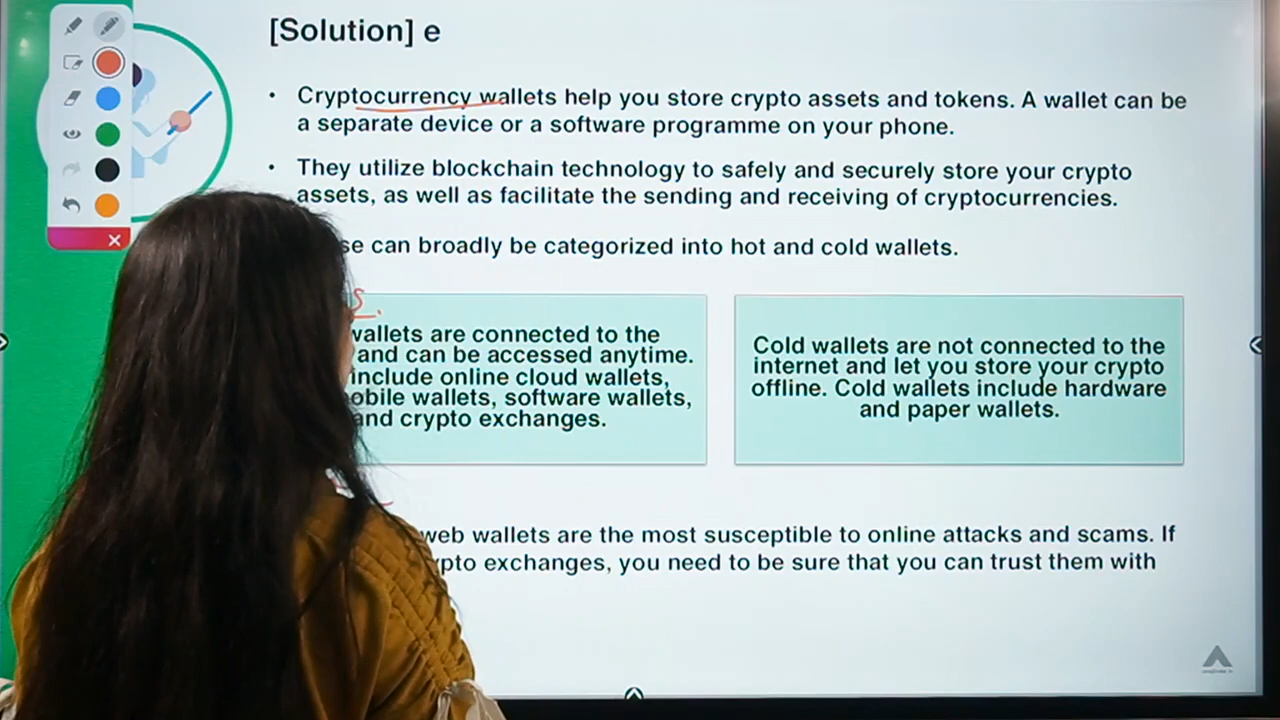 [Solution] e
• Cryptocurrency wallets help you store crypto assets and tokens. A wallet can be
a separate device or a software programme on your phone.
• They utilize blockchain technology to safely and securely store your crypto
assets, as well as facilitate the sending and receiving of cryptocurrencies.
can broadly be categorized into hot and cold wallets.
wallets are connected to the
and can be accessed anytime.
include online cloud wallets,
wallets, software wallets,
and crypto exchanges.
Cold wallets are not connected to the
internet and let you store your crypto
offline. Cold wallets include hardware
and paper wallets.
web wallets are the most susceptible to online attacks and scams. If
exchanges, you need to be sure that you can trust them with